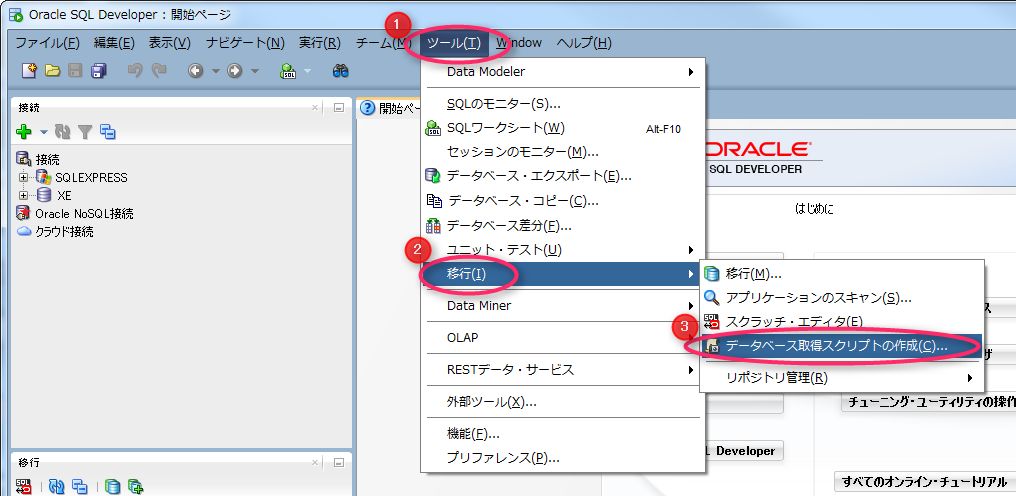 Oracle SQL Developer : 開始ページ
1
ファイル(F) 編集(E) 表示(V) ナビゲート(N) 実行(R) チーム(M) ツール(T) Window ヘルプ(H)
接続
接続
SQLEXPRESS
XE
Oracle NoSQL接続
クラウド接続
移行
開始ペー
Data Modeler
SQLのモニター(S)...
SQLワークシート(W) Alt-F10
セッションのモニター(M)...
データベース・エクスポート(E)...
データベース・コピー(C)...
データベース差分(F)...
2
ユニット・テスト(U)
移行(I)
Data Miner
OLAP
RESTデータ・サービス
外部ツール(X)...
機能(F)...
プリファレンス(P)...
移行(M)...
アプリケーションのスキャン(S)...
スクラッチ・エディタ(E)
3
データベース取得スクリプトの作成(C)...
リポジトリ管理(R)
ORACLE
SQL DEVELOPER
はじめに
ス
ザ
チューニング・ユーティリティの操作
L Developer
すべてのオンライン・チュートリアル